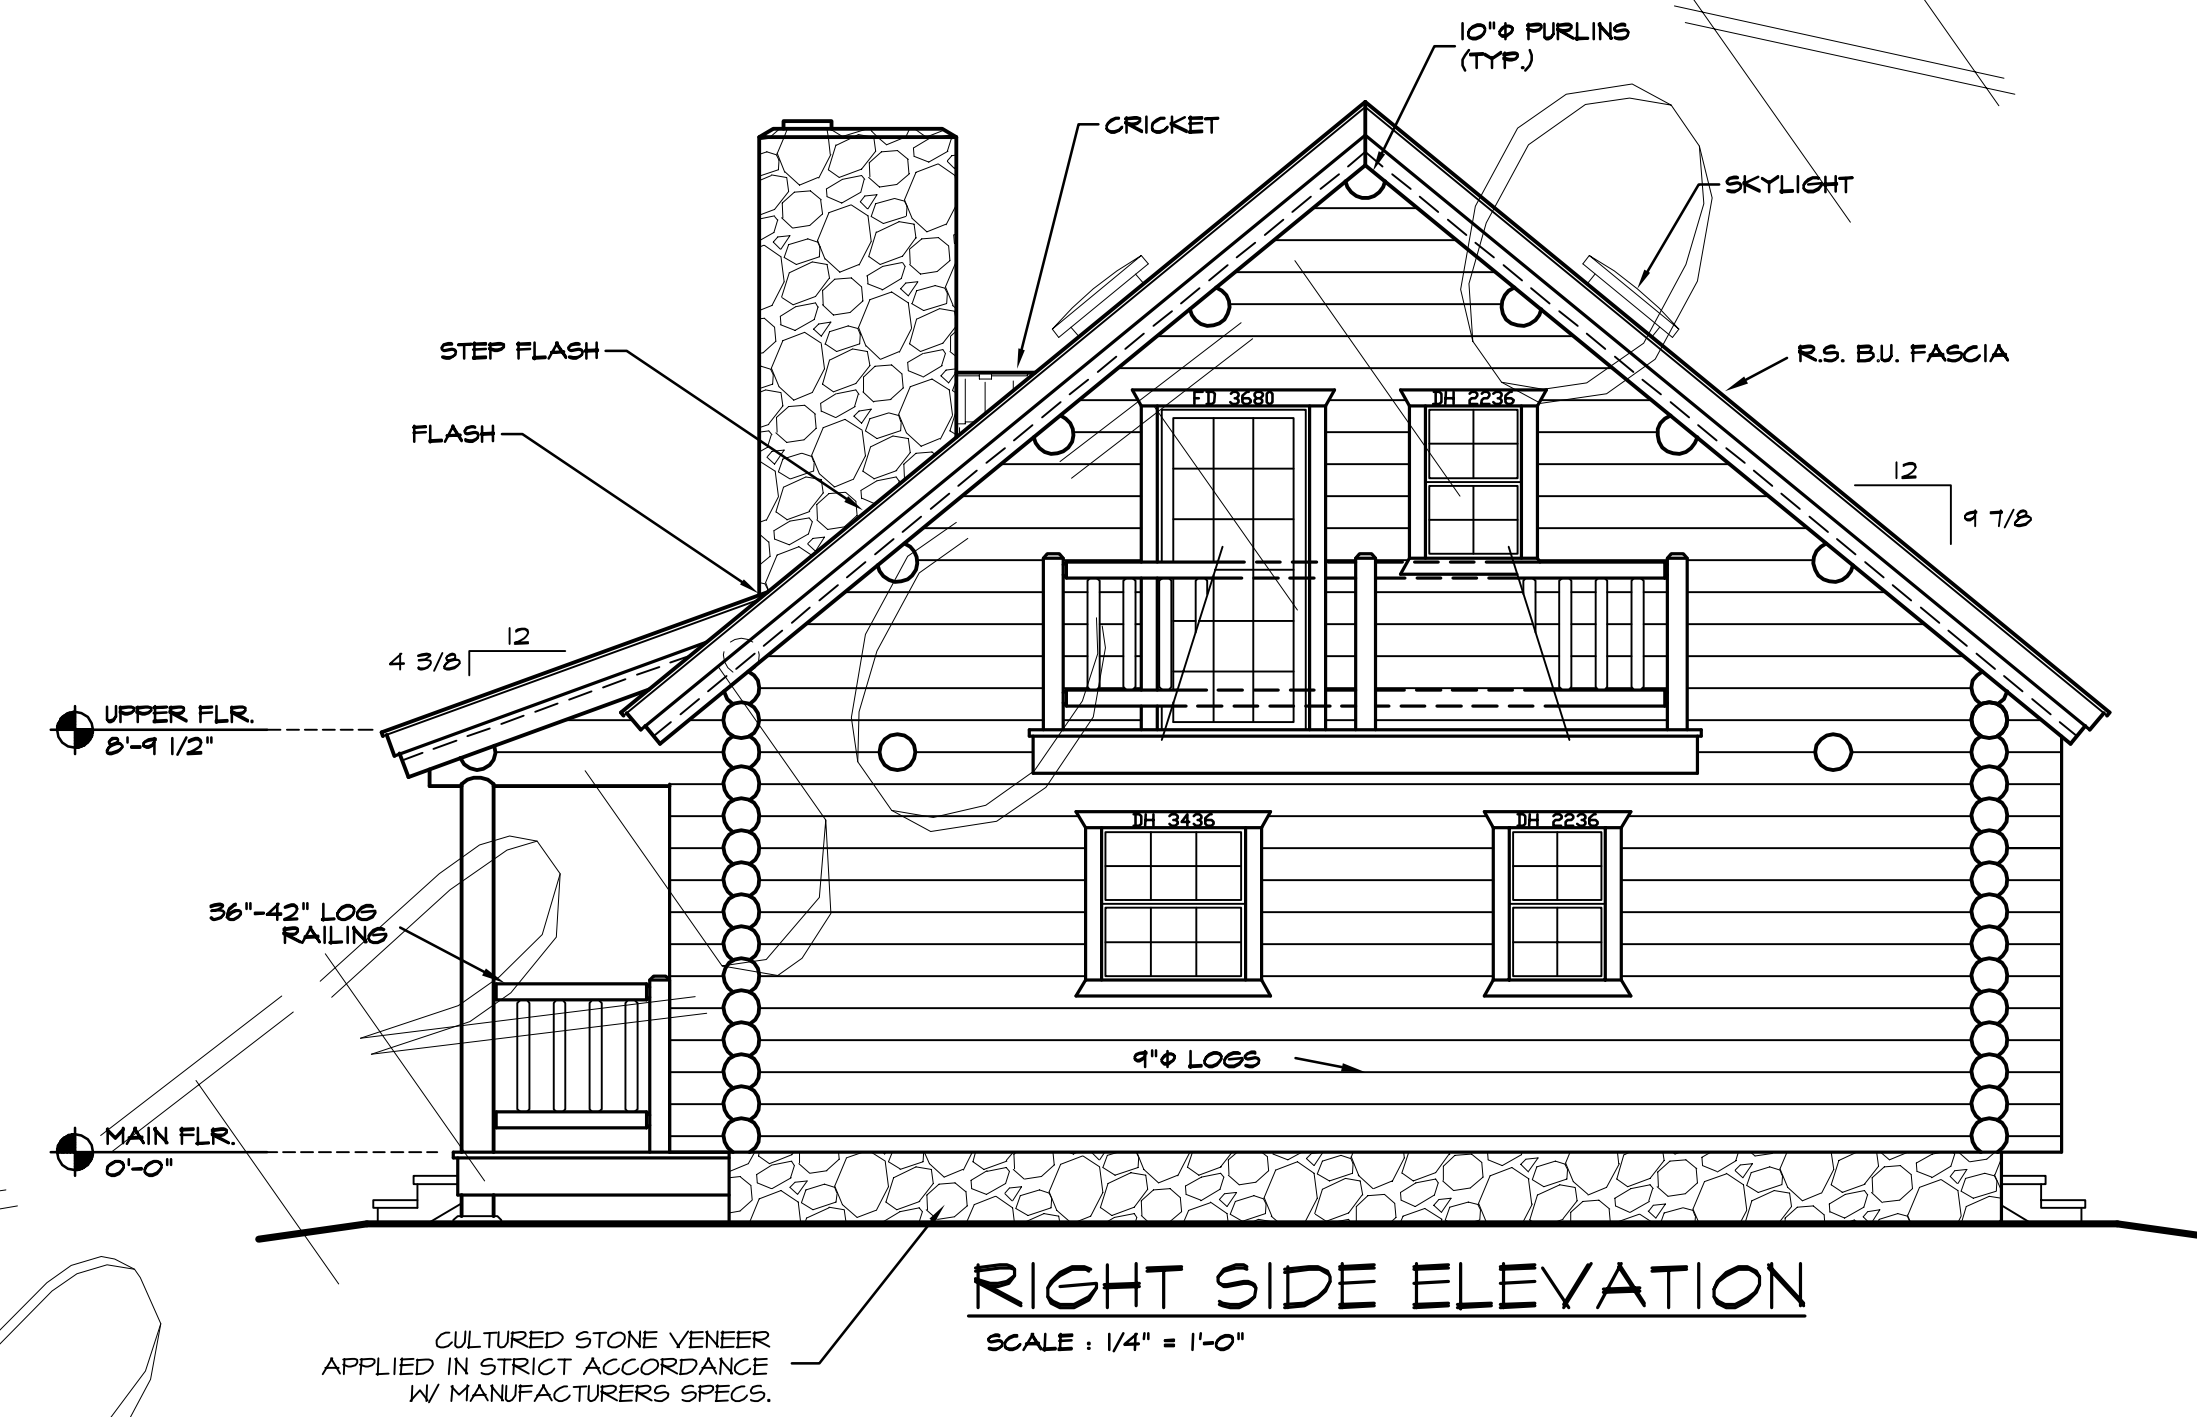 10"Φ PURLINS
(TYP.)
CRICKET
SKYLIGHT
STEP FLASH
R.S. B.U. FASCIA
FD 3680
DH 2236
FLASH
12
9 7/8
12
4 3/8
UPPER FLR.
8'-9 1/2"
DH 3436
DH 2236
36"-42" LOG
RAILING
9"Φ LOGS
MAIN FLR.
0'-0"
RIGHT SIDE ELEVATION
SCALE : 1/4" = 1'-0"
CULTURED STONE VENEER
APPLIED IN STRICT ACCORDANCE
W/ MANUFACTURERS SPECS.